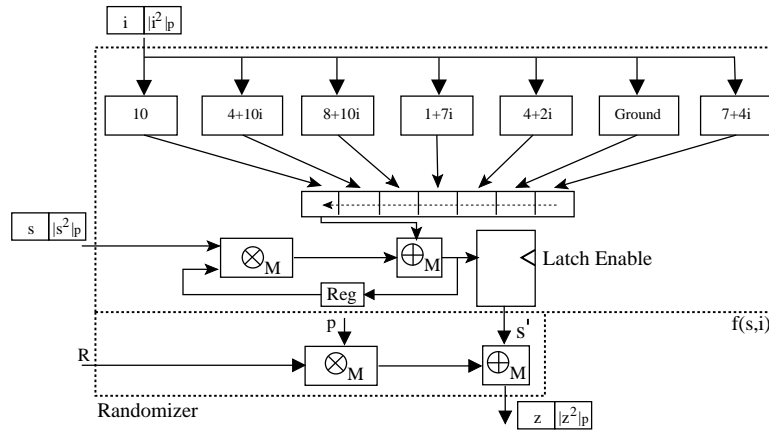 i |i²|p
10 4+10i 8+10i 1+7i 4+2i Ground 7+4i
s |s²|p
⊗M ⊕M
Latch Enable
Reg
p s' f(s,i)
R
⊗M ⊕M
Randomizer
z |z²|p